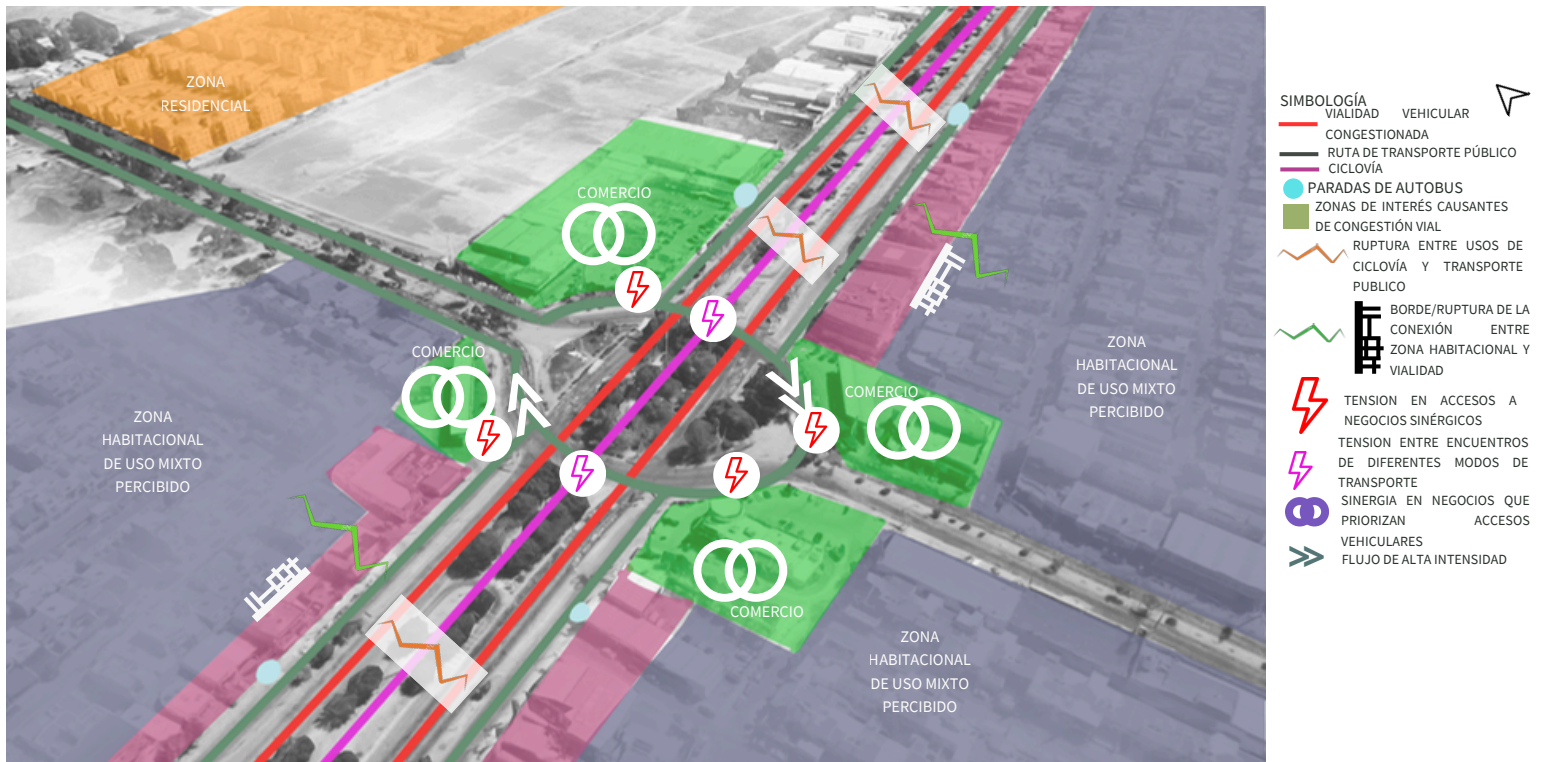 ZONA
RESIDENCIAL
COMERCIO
COMERCIO
COMERCIO
COMERCIO
ZONA
HABITACIONAL
DE USO MIXTO
PERCIBIDO
ZONA
HABITACIONAL
DE USO MIXTO
PERCIBIDO
ZONA
HABITACIONAL
DE USO MIXTO
PERCIBIDO
SIMBOLOGÍA
VIALIDAD VEHICULAR
CONGESTIONADA
RUTA DE TRANSPORTE PÚBLICO
CICLOVÍA
PARADAS DE AUTOBUS
ZONAS DE INTERÉS CAUSANTES
DE CONGESTIÓN VIAL
RUPTURA ENTRE USOS DE
CICLOVÍA Y TRANSPORTE
PUBLICO
BORDE/RUPTURA DE LA
CONEXIÓN ENTRE
ZONA HABITACIONAL Y
VIALIDAD
TENSION EN ACCESOS A
NEGOCIOS SINÉRGICOS
TENSION ENTRE ENCUENTROS
DE DIFERENTES MODOS DE
TRANSPORTE
SINERGIA EN NEGOCIOS QUE
PRIORIZAN ACCESOS
VEHICULARES
FLUJO DE ALTA INTENSIDAD